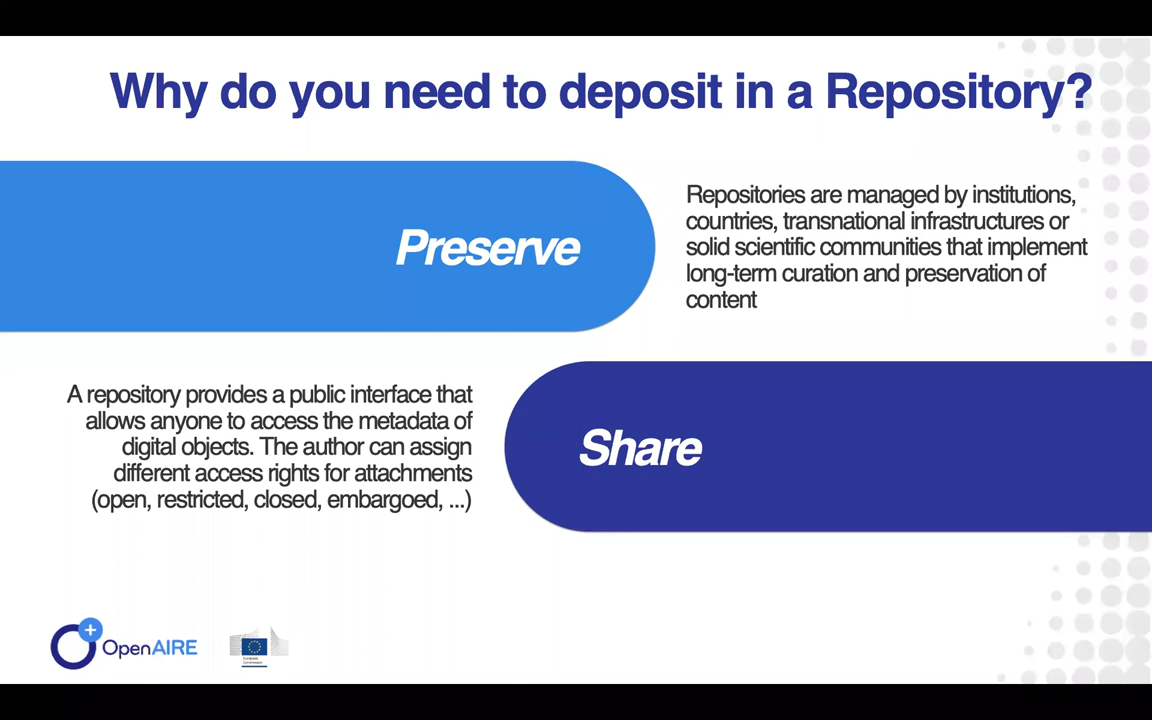 Why do you need to deposit in a Repository?
Preserve
Repositories are managed by institutions,
countries, transnational infrastructures or
solid scientific communities that implement
long-term curation and preservation of
content
A repository provides a public interface that
allows anyone to access the metadata of
digital objects. The author can assign
different access rights for attachments
(open, restricted, closed, embargoed, ...)
Share
OpenAIRE
European
Commission